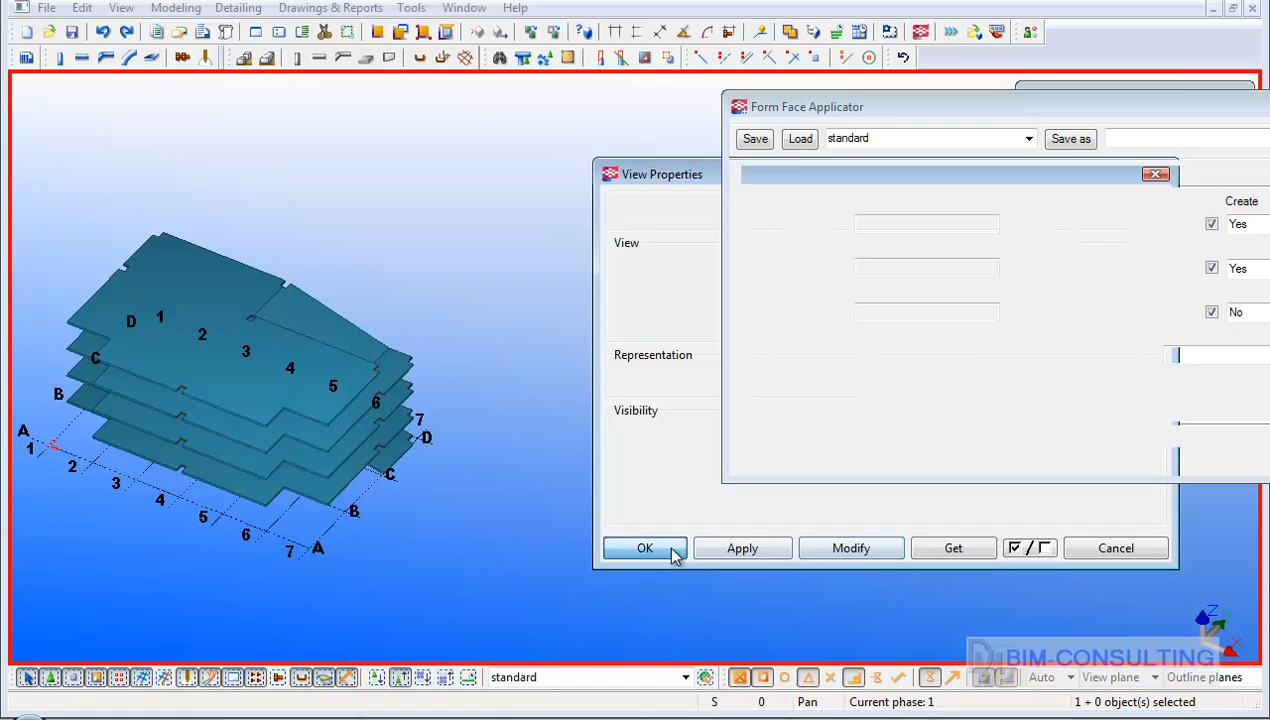 File Edit View Modeling Detailing Drawings & Reports Tools Window Help
Form Face Applicator
Save Load standard Save as
View Properties
Create
Yes
View
Yes
No
Representation
Visibility
D 1 2 3 4 5 6 7
C
B
A
D
C
B
A
1 2 3 4 5 6 7
OK Apply Modify Get / Cancel
Z
Y
X
BIM-CONSULTING
standard Auto View plane Outline planes
S 0 Pan Current phase: 1 1 + 0 object(s) selected